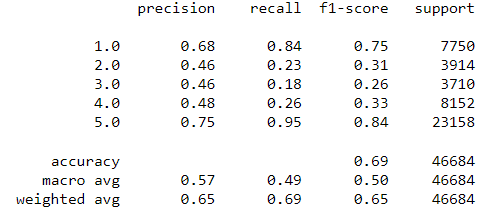 precision recall f1-score support
1.0 0.68 0.84 0.75 7750
2.0 0.46 0.23 0.31 3914
3.0 0.46 0.18 0.26 3710
4.0 0.48 0.26 0.33 8152
5.0 0.75 0.95 0.84 23158
accuracy 0.69 46684
macro avg 0.57 0.49 0.50 46684
weighted avg 0.65 0.69 0.65 46684